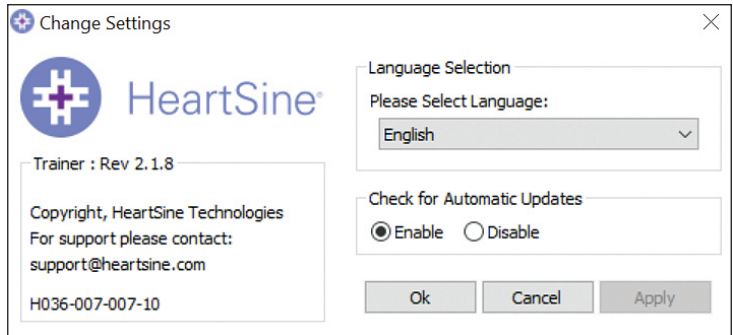 Change Settings
HeartSine®
Trainer : Rev 2.1.8
Copyright, HeartSine Technologies
For support please contact:
support@heartsine.com
H036-007-007-10
Language Selection
Please Select Language:
English
Check for Automatic Updates
Enable Disable
Ok Cancel Apply